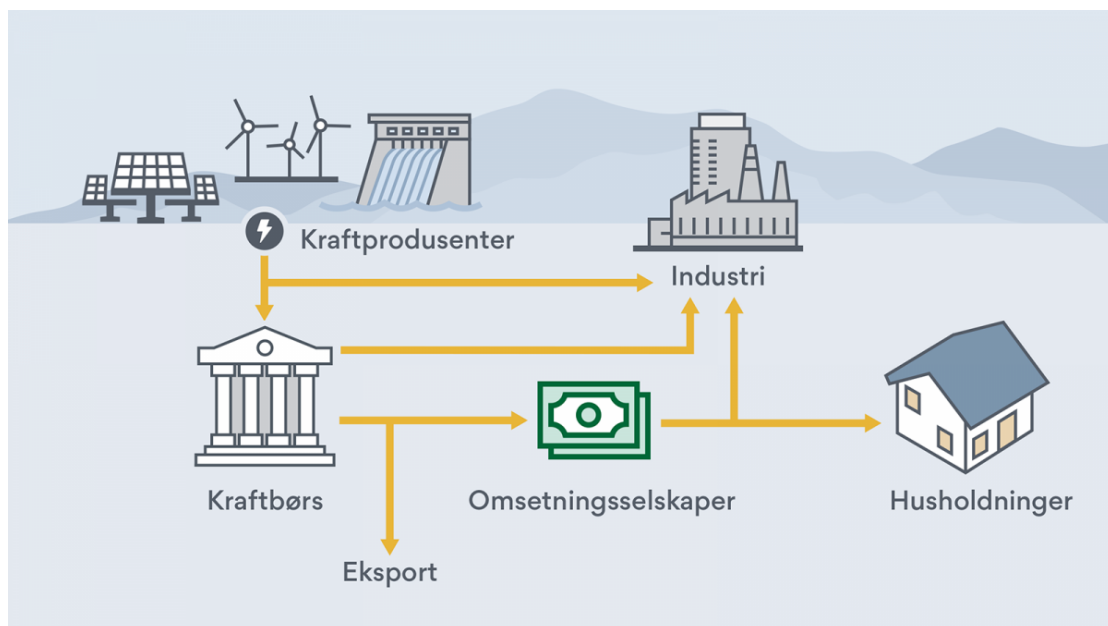 Kraftprodusenter
Industri
Kraftbørs
Omsetningsselskaper
Husholdninger
Eksport